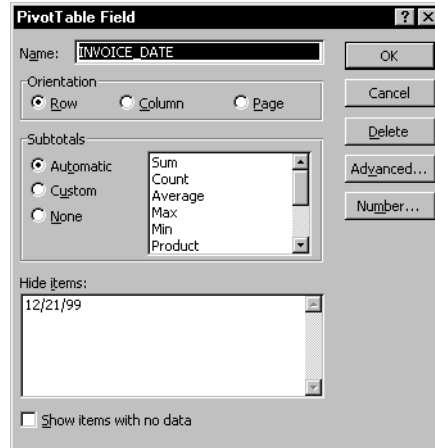 PivotTable Field
Name: INVOICE_DATE
OK
Orientation
Row Column Page
Cancel
Subtotals
Delete
Automatic
Custom
None
Sum
Count
Average
Max
Min
Product
Advanced...
Number...
Hide items:
12/21/99
Show items with no data